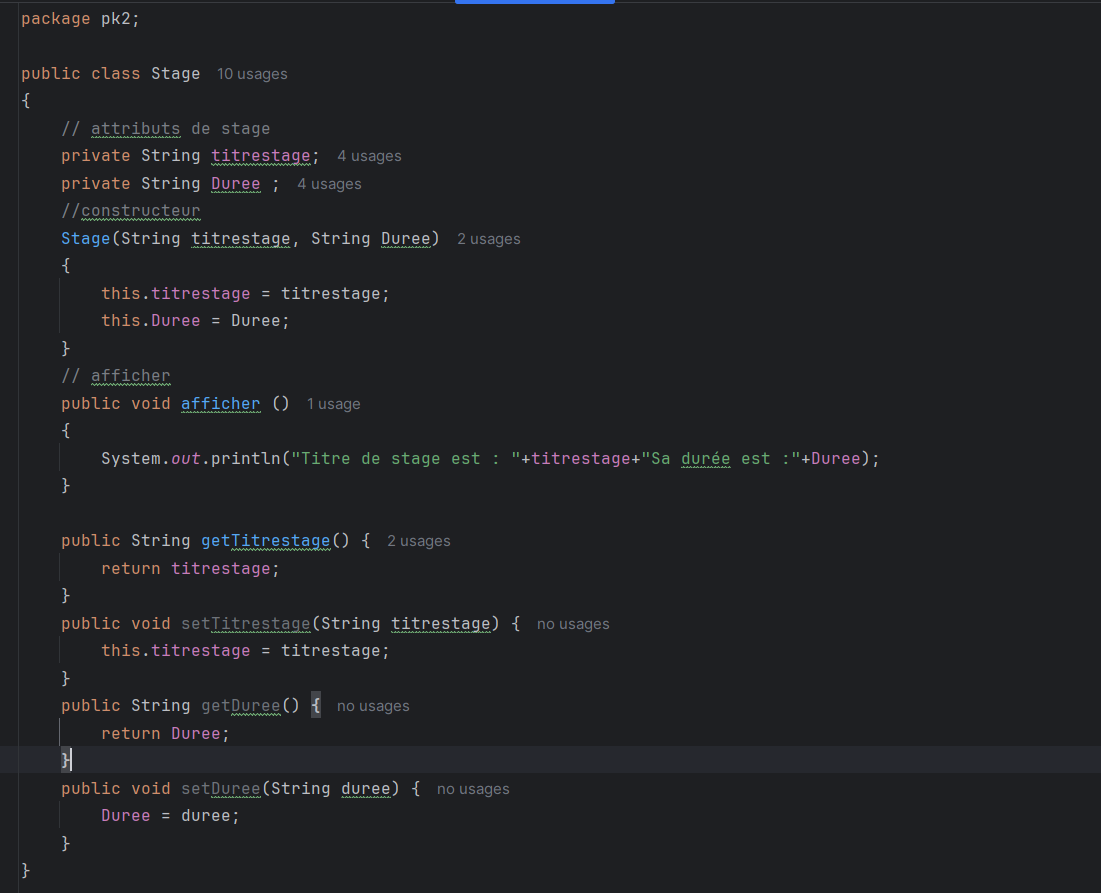 package pk2;
public class Stage 10 usages
{
// attributs de stage
private String titrestage; 4 usages
private String Duree ; 4 usages
//constructeur
Stage(String titrestage, String Duree) 2 usages
{
this.titrestage = titrestage;
this.Duree = Duree;
}
// afficher
public void afficher () 1 usage
{
System.out.println("Titre de stage est : "+titrestage+"Sa durée est :"+Duree);
}
public String getTitrestage() { 2 usages
return titrestage;
}
public void setTitrestage(String titrestage) { no usages
this.titrestage = titrestage;
}
public String getDuree() { no usages
return Duree;
}
public void setDuree(String duree) { no usages
Duree = duree;
}
}